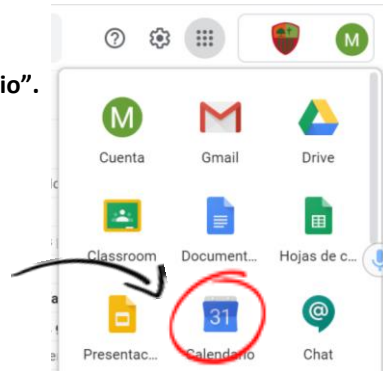 M
io”.
M
Cuenta
Gmail
Drive
Classroom
Document...
Hojas de c...
31
Presentac...
Calendario
Chat